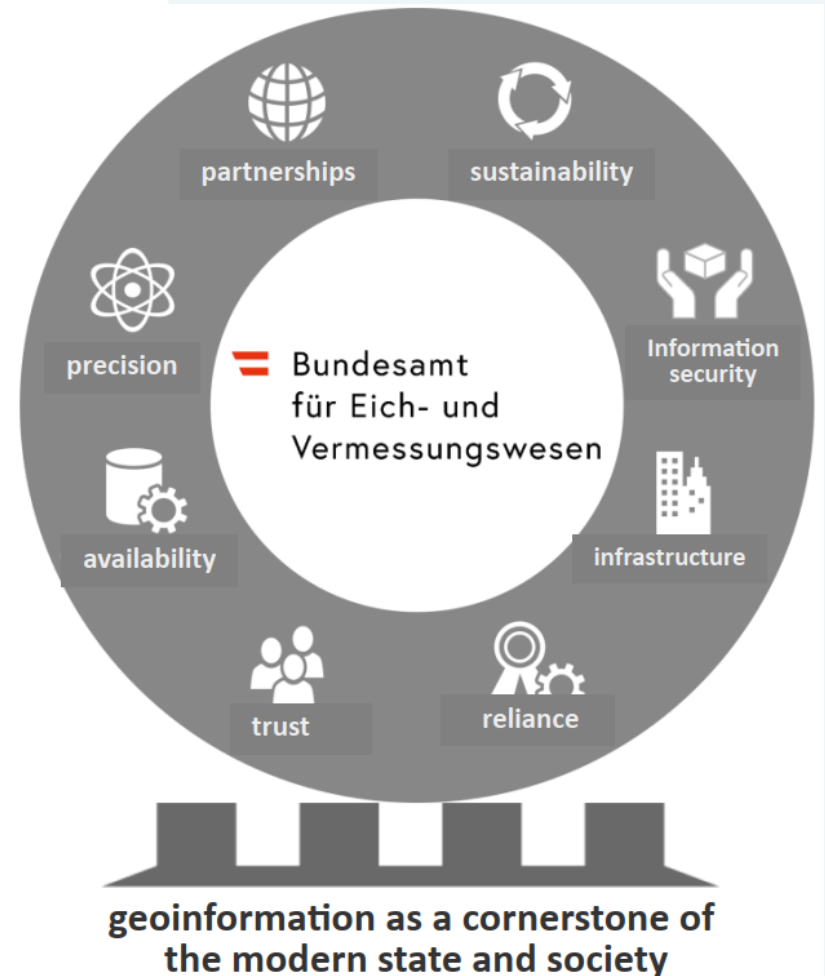 partnerships
sustainability
precision
Information
security
Bundesamt
für Eich- und
Vermessungswesen
availability
infrastructure
trust
reliance
geoinformation as a cornerstone of
the modern state and society